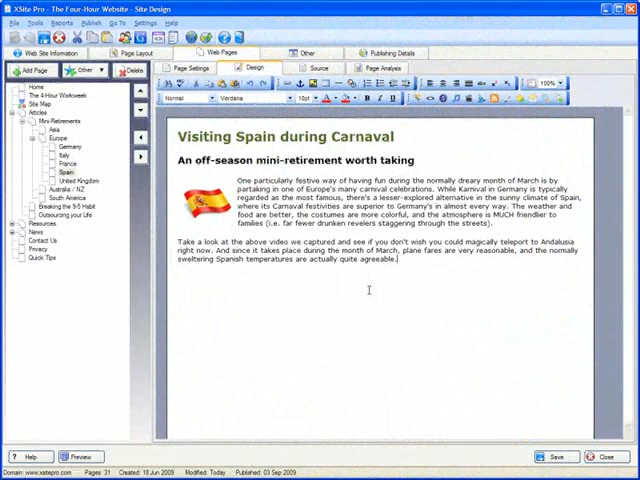 XSite Pro - The Four-Hour Website - Site Design
File Tools Reports Publish Go To Settings Help
Web Site Information Page Layout Web Pages Other Publishing Details
Add Page Other Delete
Page Settings Design Source Page Analysis
Normal Verdana 10pt 100%
Home
The 4-Hour Workweek
Site Map
Articles
Mini-Retirements
Asia
Europe
Germany
Italy
France
Spain
United Kingdom
Australia / NZ
South America
Breaking the 9-5 Habit
Outsourcing your Life
Resources
News
Contact Us
Privacy
Quick Tips
Visiting Spain during Carnaval
An off-season mini-retirement worth taking
One particularly festive way of having fun during the normally dreary month of March is by
partaking in one of Europe's many carnival celebrations. While Karnival in Germany is typically
regarded as the most famous, there's a lesser-explored alternative in the sunny climate of Spain,
where its Carnaval festivities are superior to Germany's in almost every way. The weather and
food are better, the costumes are more colorful, and the atmosphere is MUCH friendlier to
families (i.e. far fewer drunken revelers staggering through the streets).
Take a look at the above video we captured and see if you don't wish you could magically teleport to Andalusia
right now. And since it takes place during the month of March, plane fares are very reasonable, and the normally
sweltering Spanish temperatures are actually quite agreeable.
Help Preview Save Close
Domain: www.xsitepro.com Pages: 31 Created: 18 Jun 2009 Modified: Today Published: 03 Sep 2009